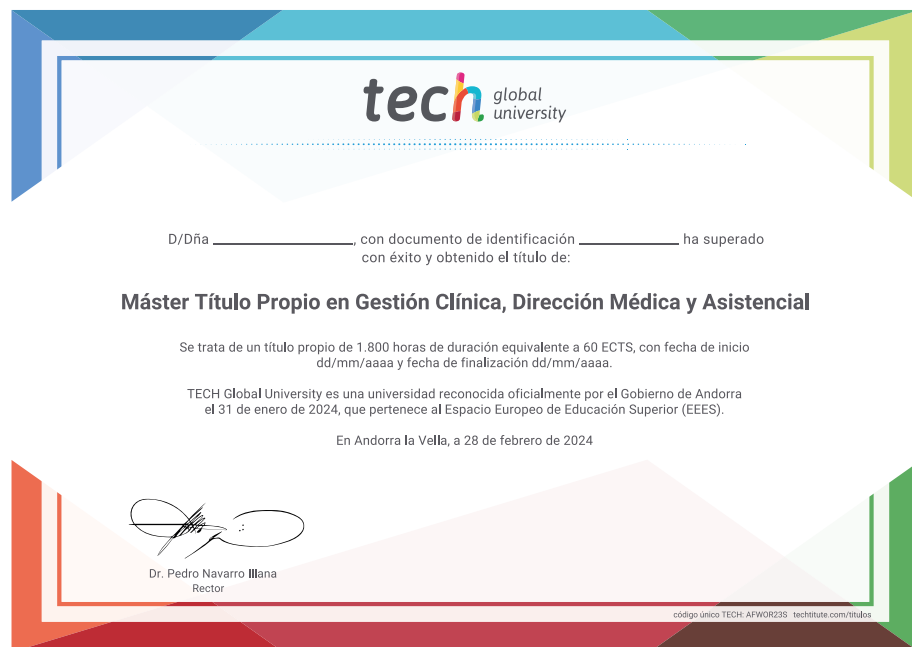 tech global university
D/Dña ______________, con documento de identificación ____________ ha superado
con éxito y obtenido el título de:
Máster Título Propio en Gestión Clínica, Dirección Médica y Asistencial
Se trata de un título propio de 1.800 horas de duración equivalente a 60 ECTS, con fecha de inicio
dd/mm/aaaa y fecha de finalización dd/mm/aaaa.
TECH Global University es una universidad reconocida oficialmente por el Gobierno de Andorra
el 31 de enero de 2024, que pertenece al Espacio Europeo de Educación Superior (EEES).
En Andorra la Vella, a 28 de febrero de 2024
Dr. Pedro Navarro Illana
Rector
código único TECH: AFWOR23S techtitute.com/titulos